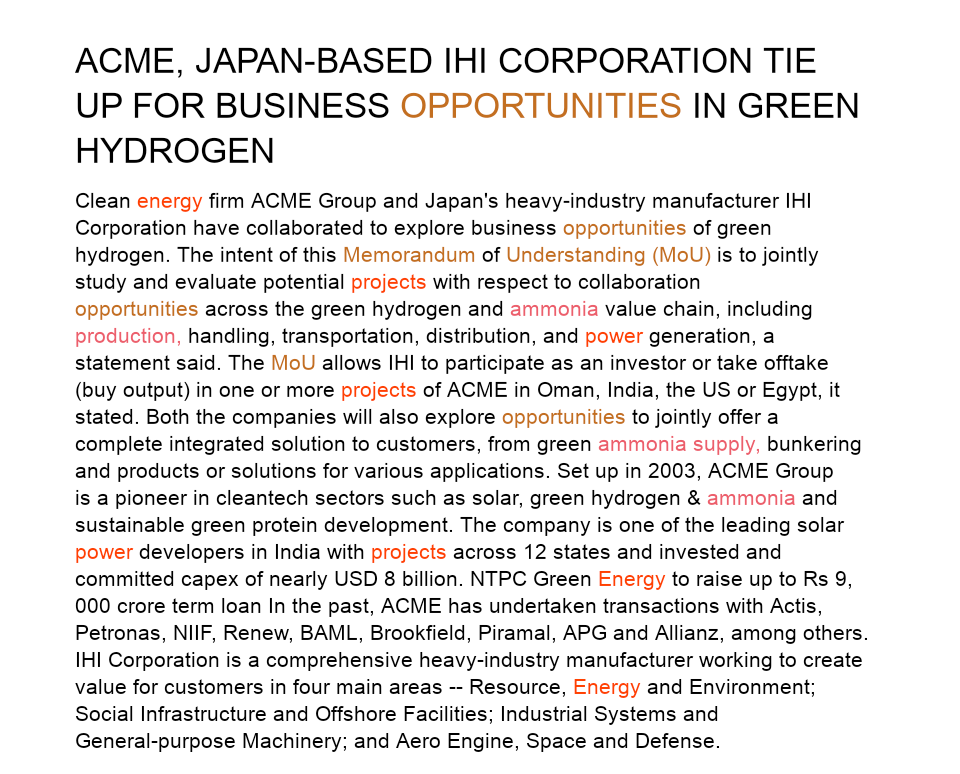 ACME, JAPAN-BASED IHI CORPORATION TIE
UP FOR BUSINESS OPPORTUNITIES IN GREEN
HYDROGEN
Clean energy firm ACME Group and Japan's heavy-industry manufacturer IHI
Corporation have collaborated to explore business opportunities of green
hydrogen. The intent of this Memorandum of Understanding (MoU) is to jointly
study and evaluate potential projects with respect to collaboration
opportunities across the green hydrogen and ammonia value chain, including
production, handling, transportation, distribution, and power generation, a
statement said. The MoU allows IHI to participate as an investor or take offtake
(buy output) in one or more projects of ACME in Oman, India, the US or Egypt, it
stated. Both the companies will also explore opportunities to jointly offer a
complete integrated solution to customers, from green ammonia supply, bunkering
and products or solutions for various applications. Set up in 2003, ACME Group
is a pioneer in cleantech sectors such as solar, green hydrogen & ammonia and
sustainable green protein development. The company is one of the leading solar
power developers in India with projects across 12 states and invested and
committed capex of nearly USD 8 billion. NTPC Green Energy to raise up to Rs 9,
000 crore term loan In the past, ACME has undertaken transactions with Actis,
Petronas, NIIF, Renew, BAML, Brookfield, Piramal, APG and Allianz, among others.
IHI Corporation is a comprehensive heavy-industry manufacturer working to create
value for customers in four main areas -- Resource, Energy and Environment;
Social Infrastructure and Offshore Facilities; Industrial Systems and
General-purpose Machinery; and Aero Engine, Space and Defense.